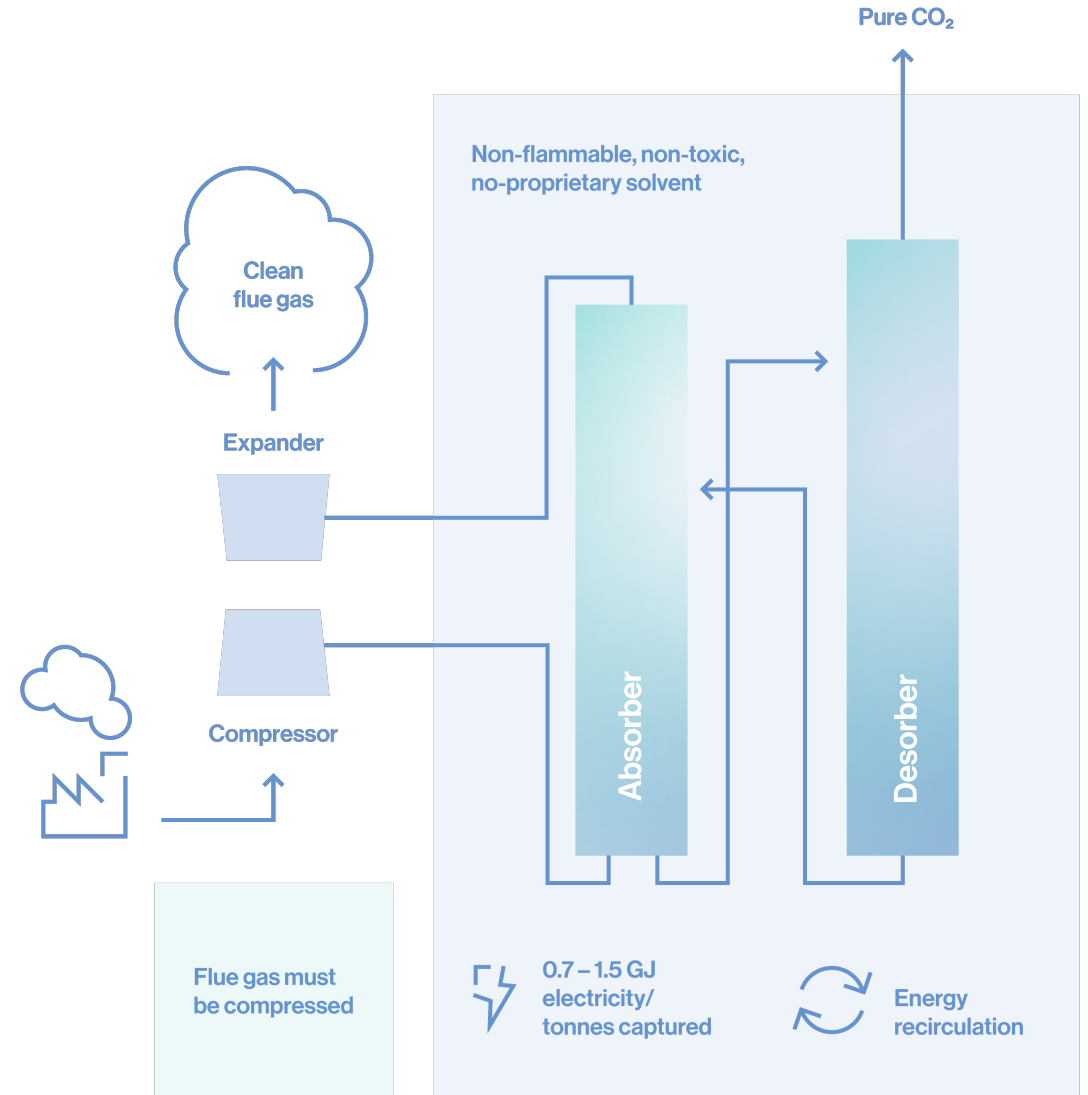 Pure CO₂
Non-flammable, non-toxic,
no-proprietary solvent
Clean
flue gas
Expander
Compressor
Absorber
Desorber
Flue gas must
be compressed
0.7 – 1.5 GJ
electricity/
tonnes captured
Energy
recirculation